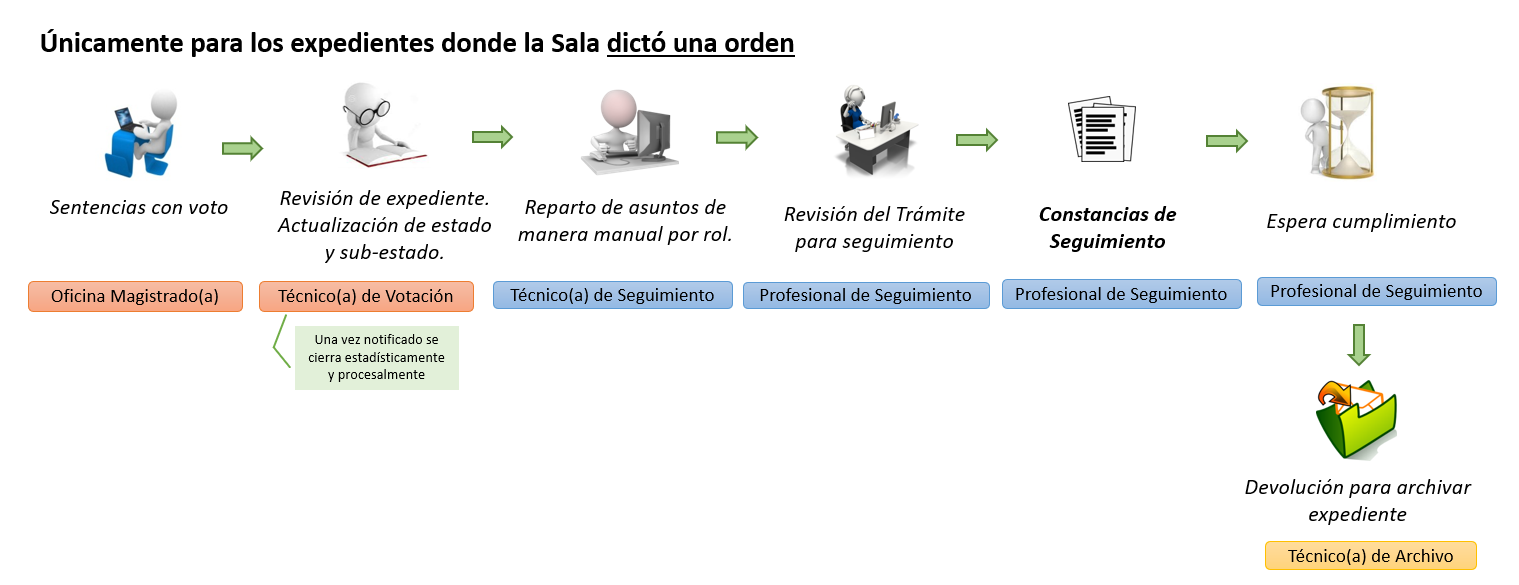 Únicamente para los expedientes donde la Sala dictó una orden
Sentencias con voto
Oficina Magistrado(a)
Revisión de expediente.
Actualización de estado
y sub-estado.
Técnico(a) de Votación
Una vez notificado se
cierra estadísticamente
y procesalmente
Reparto de asuntos de
manera manual por rol.
Técnico(a) de Seguimiento
Revisión del Trámite
para seguimiento
Profesional de Seguimiento
Constancias de
Seguimiento
Profesional de Seguimiento
Espera cumplimiento
Profesional de Seguimiento
Devolución para archivar
expediente
Técnico(a) de Archivo